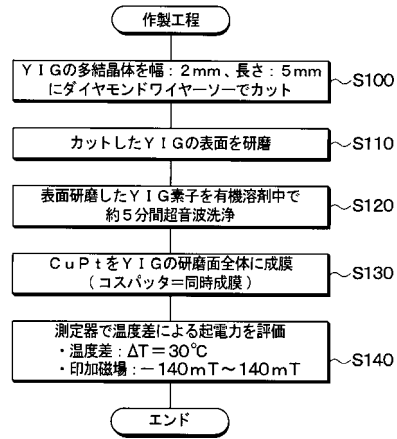 作製工程
YIGの多結晶体を幅:2mm、長さ:5mm
にダイヤモンドワイヤーソーでカット
S100
カットしたYIGの表面を研磨
S110
表面研磨したYIG素子を有機溶剤中で
約5分間超音波洗浄
S120
CuPtをYIGの研磨面全体に成膜
(コスパッタ=同時成膜)
S130
測定器で温度差による起電力を評価
・温度差:ΔT=30℃
・印加磁場:-140mT~140mT
S140
エンド